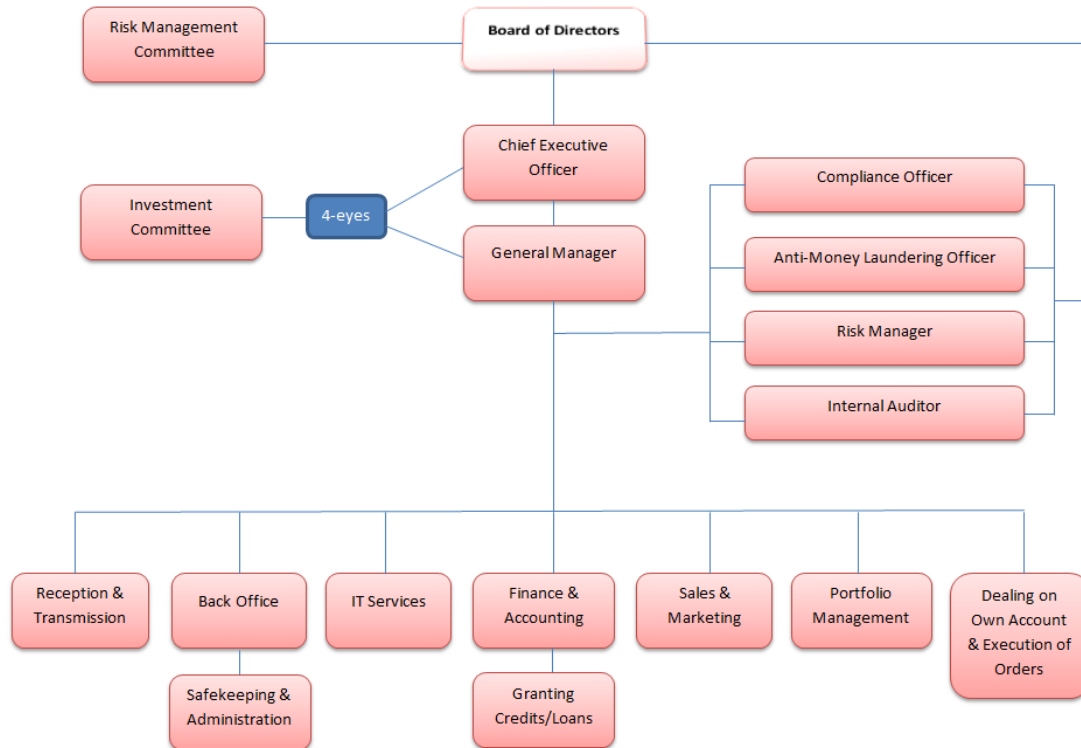 Risk Management
Committee
Board of Directors
Chief Executive
Officer
Investment
Committee
4-eyes
General Manager
Compliance Officer
Anti-Money Laundering Officer
Risk Manager
Internal Auditor
Reception &
Transmission
Back Office
IT Services
Finance &
Accounting
Sales &
Marketing
Portfolio
Management
Dealing on
Own Account
& Execution of
Orders
Safekeeping &
Administration
Granting
Credits/Loans